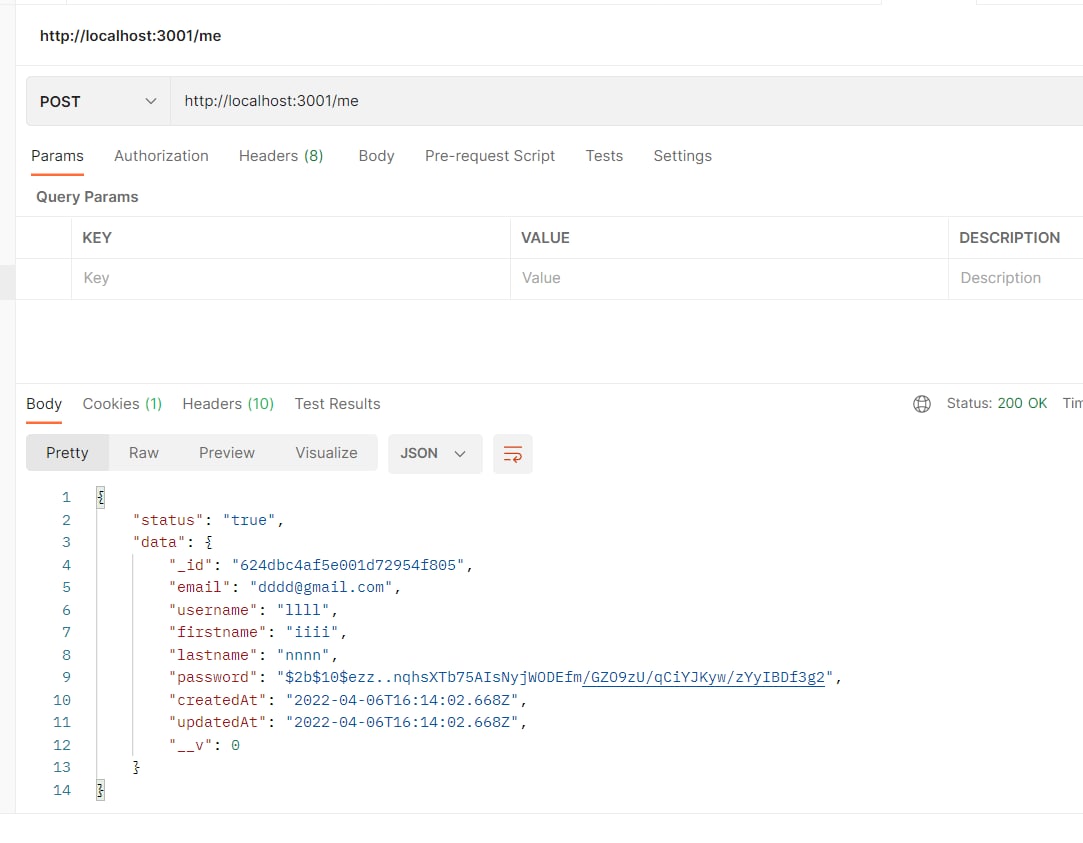 http://localhost:3001/me
POST http://localhost:3001/me
Params Authorization Headers (8) Body Pre-request Script Tests Settings
Query Params
KEY VALUE DESCRIPTION
Key Value Description
Body Cookies (1) Headers (10) Test Results Status: 200 OK Tim
Pretty Raw Preview Visualize JSON
1 {
2 "status": "true",
3 "data": {
4 "_id": "624dbc4af5e001d72954f805",
5 "email": "dddd@gmail.com",
6 "username": "llll",
7 "firstname": "iiii",
8 "lastname": "nnnn",
9 "password": "$2b$10$ezz..nqhsXTb75AIsNyjWODEfm/GZO9zU/qCiYJKyw/zYyIBDf3g2",
10 "createdAt": "2022-04-06T16:14:02.668Z",
11 "updatedAt": "2022-04-06T16:14:02.668Z",
12 "__v": 0
13 }
14 }